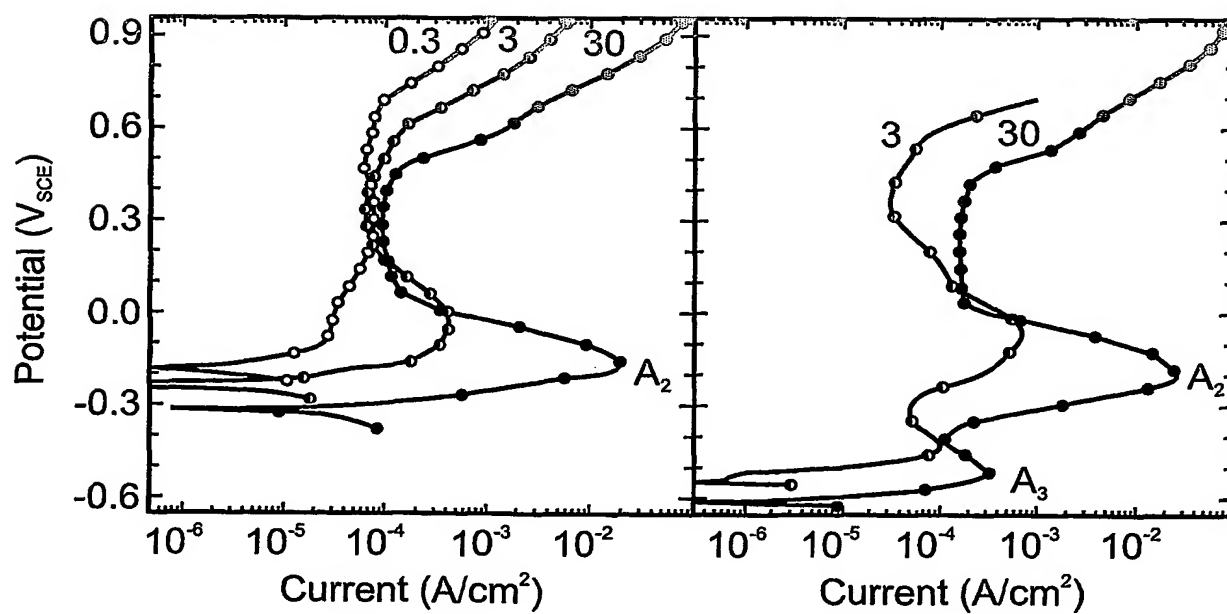 0.9
0.6
0.3
0.0
-0.3
-0.6
Potential (V_SCE)
0.3 3 30
A₂
10⁻⁶ 10⁻⁵ 10⁻⁴ 10⁻³ 10⁻²
Current (A/cm²)
3 30
A₂
A₃
10⁻⁶ 10⁻⁵ 10⁻⁴ 10⁻³ 10⁻²
Current (A/cm²)